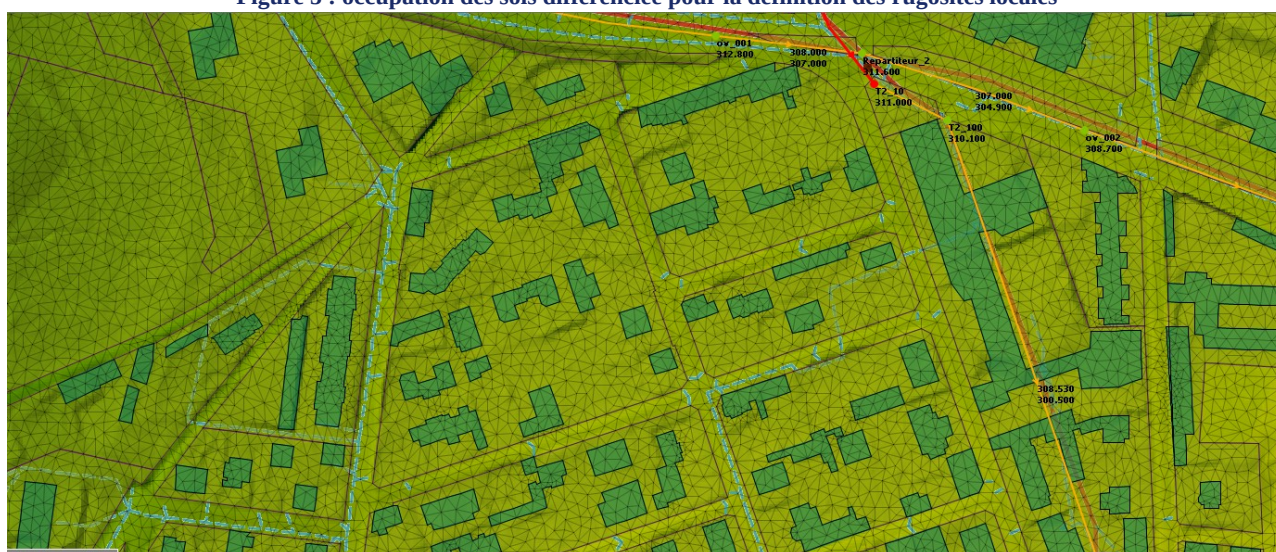 Figure 3 : occupation des sols différenciée pour la définition des rugosités locales
ov_001
312.800
308.000
307.000
Repartiteur_2
311.600
T2_10
311.000
307.000
304.900
T2_100
310.100
ov_002
308.700
308.530
300.500